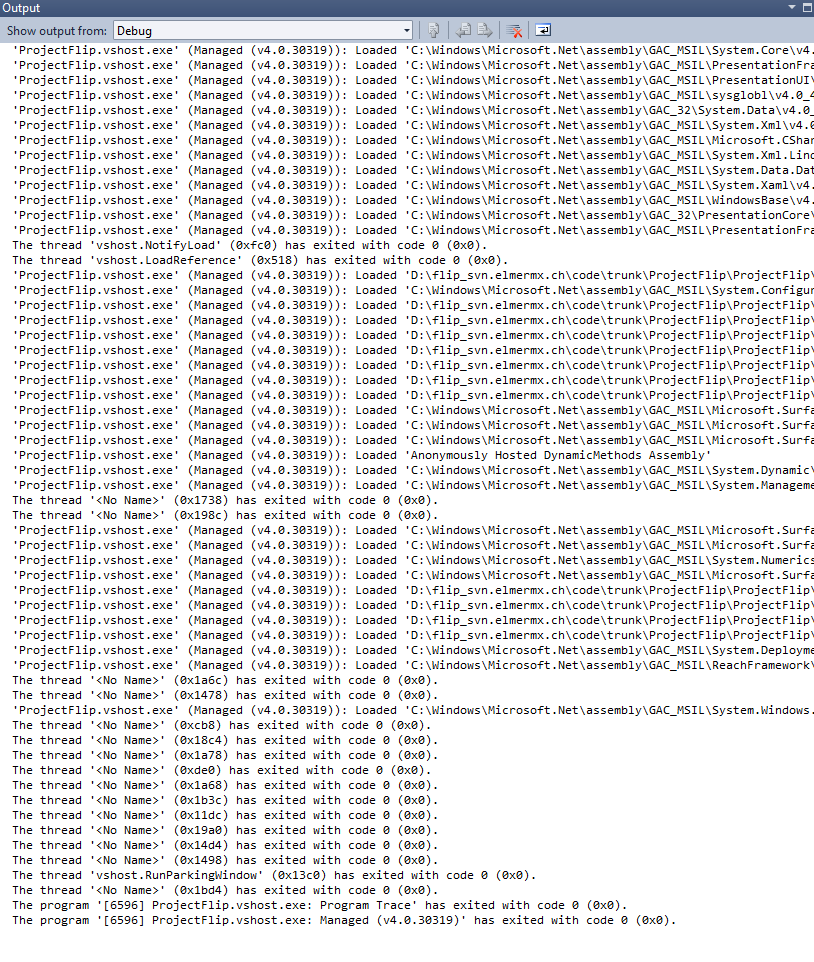 Output
Show output from: Debug
'ProjectFlip.vshost.exe' (Managed (v4.0.30319)): Loaded 'C:\Windows\Microsoft.Net\assembly\GAC_MSIL\System.Core\v4.
'ProjectFlip.vshost.exe' (Managed (v4.0.30319)): Loaded 'C:\Windows\Microsoft.Net\assembly\GAC_MSIL\PresentationFra
'ProjectFlip.vshost.exe' (Managed (v4.0.30319)): Loaded 'C:\Windows\Microsoft.Net\assembly\GAC_MSIL\PresentationUI\
'ProjectFlip.vshost.exe' (Managed (v4.0.30319)): Loaded 'C:\Windows\Microsoft.Net\assembly\GAC_MSIL\sysglobl\v4.0_4
'ProjectFlip.vshost.exe' (Managed (v4.0.30319)): Loaded 'C:\Windows\Microsoft.Net\assembly\GAC_32\System.Data\v4.0_
'ProjectFlip.vshost.exe' (Managed (v4.0.30319)): Loaded 'C:\Windows\Microsoft.Net\assembly\GAC_MSIL\System.Xml\v4.0
'ProjectFlip.vshost.exe' (Managed (v4.0.30319)): Loaded 'C:\Windows\Microsoft.Net\assembly\GAC_MSIL\Microsoft.CShar
'ProjectFlip.vshost.exe' (Managed (v4.0.30319)): Loaded 'C:\Windows\Microsoft.Net\assembly\GAC_MSIL\System.Xml.Linq
'ProjectFlip.vshost.exe' (Managed (v4.0.30319)): Loaded 'C:\Windows\Microsoft.Net\assembly\GAC_MSIL\System.Data.Dat
'ProjectFlip.vshost.exe' (Managed (v4.0.30319)): Loaded 'C:\Windows\Microsoft.Net\assembly\GAC_MSIL\System.Xaml\v4.
'ProjectFlip.vshost.exe' (Managed (v4.0.30319)): Loaded 'C:\Windows\Microsoft.Net\assembly\GAC_MSIL\WindowsBase\v4.
'ProjectFlip.vshost.exe' (Managed (v4.0.30319)): Loaded 'C:\Windows\Microsoft.Net\assembly\GAC_32\PresentationCore\
'ProjectFlip.vshost.exe' (Managed (v4.0.30319)): Loaded 'C:\Windows\Microsoft.Net\assembly\GAC_MSIL\PresentationFra
The thread 'vshost.NotifyLoad' (0xfc0) has exited with code 0 (0x0).
The thread 'vshost.LoadReference' (0x518) has exited with code 0 (0x0).
'ProjectFlip.vshost.exe' (Managed (v4.0.30319)): Loaded 'D:\flip_svn.elmermx.ch\code\trunk\ProjectFlip\ProjectFlip\
'ProjectFlip.vshost.exe' (Managed (v4.0.30319)): Loaded 'C:\Windows\Microsoft.Net\assembly\GAC_MSIL\System.Configur
'ProjectFlip.vshost.exe' (Managed (v4.0.30319)): Loaded 'D:\flip_svn.elmermx.ch\code\trunk\ProjectFlip\ProjectFlip\
'ProjectFlip.vshost.exe' (Managed (v4.0.30319)): Loaded 'D:\flip_svn.elmermx.ch\code\trunk\ProjectFlip\ProjectFlip\
'ProjectFlip.vshost.exe' (Managed (v4.0.30319)): Loaded 'D:\flip_svn.elmermx.ch\code\trunk\ProjectFlip\ProjectFlip\
'ProjectFlip.vshost.exe' (Managed (v4.0.30319)): Loaded 'D:\flip_svn.elmermx.ch\code\trunk\ProjectFlip\ProjectFlip\
'ProjectFlip.vshost.exe' (Managed (v4.0.30319)): Loaded 'D:\flip_svn.elmermx.ch\code\trunk\ProjectFlip\ProjectFlip\
'ProjectFlip.vshost.exe' (Managed (v4.0.30319)): Loaded 'D:\flip_svn.elmermx.ch\code\trunk\ProjectFlip\ProjectFlip\
'ProjectFlip.vshost.exe' (Managed (v4.0.30319)): Loaded 'D:\flip_svn.elmermx.ch\code\trunk\ProjectFlip\ProjectFlip\
'ProjectFlip.vshost.exe' (Managed (v4.0.30319)): Loaded 'C:\Windows\Microsoft.Net\assembly\GAC_MSIL\Microsoft.Surfa
'ProjectFlip.vshost.exe' (Managed (v4.0.30319)): Loaded 'C:\Windows\Microsoft.Net\assembly\GAC_MSIL\Microsoft.Surfa
'ProjectFlip.vshost.exe' (Managed (v4.0.30319)): Loaded 'C:\Windows\Microsoft.Net\assembly\GAC_MSIL\Microsoft.Surfa
'ProjectFlip.vshost.exe' (Managed (v4.0.30319)): Loaded 'Anonymously Hosted DynamicMethods Assembly'
'ProjectFlip.vshost.exe' (Managed (v4.0.30319)): Loaded 'C:\Windows\Microsoft.Net\assembly\GAC_MSIL\System.Dynamic\
'ProjectFlip.vshost.exe' (Managed (v4.0.30319)): Loaded 'C:\Windows\Microsoft.Net\assembly\GAC_MSIL\System.Manageme
The thread '<No Name>' (0x1738) has exited with code 0 (0x0).
The thread '<No Name>' (0x198c) has exited with code 0 (0x0).
'ProjectFlip.vshost.exe' (Managed (v4.0.30319)): Loaded 'C:\Windows\Microsoft.Net\assembly\GAC_MSIL\Microsoft.Surfa
'ProjectFlip.vshost.exe' (Managed (v4.0.30319)): Loaded 'C:\Windows\Microsoft.Net\assembly\GAC_MSIL\Microsoft.Surfa
'ProjectFlip.vshost.exe' (Managed (v4.0.30319)): Loaded 'C:\Windows\Microsoft.Net\assembly\GAC_MSIL\System.Numerics
'ProjectFlip.vshost.exe' (Managed (v4.0.30319)): Loaded 'C:\Windows\Microsoft.Net\assembly\GAC_MSIL\Microsoft.Surfa
'ProjectFlip.vshost.exe' (Managed (v4.0.30319)): Loaded 'D:\flip_svn.elmermx.ch\code\trunk\ProjectFlip\ProjectFlip\
'ProjectFlip.vshost.exe' (Managed (v4.0.30319)): Loaded 'D:\flip_svn.elmermx.ch\code\trunk\ProjectFlip\ProjectFlip\
'ProjectFlip.vshost.exe' (Managed (v4.0.30319)): Loaded 'D:\flip_svn.elmermx.ch\code\trunk\ProjectFlip\ProjectFlip\
'ProjectFlip.vshost.exe' (Managed (v4.0.30319)): Loaded 'D:\flip_svn.elmermx.ch\code\trunk\ProjectFlip\ProjectFlip\
'ProjectFlip.vshost.exe' (Managed (v4.0.30319)): Loaded 'C:\Windows\Microsoft.Net\assembly\GAC_MSIL\System.Deployme
'ProjectFlip.vshost.exe' (Managed (v4.0.30319)): Loaded 'C:\Windows\Microsoft.Net\assembly\GAC_MSIL\ReachFramework\
The thread '<No Name>' (0x1a6c) has exited with code 0 (0x0).
The thread '<No Name>' (0x1478) has exited with code 0 (0x0).
'ProjectFlip.vshost.exe' (Managed (v4.0.30319)): Loaded 'C:\Windows\Microsoft.Net\assembly\GAC_MSIL\System.Windows.
The thread '<No Name>' (0xcb8) has exited with code 0 (0x0).
The thread '<No Name>' (0x18c4) has exited with code 0 (0x0).
The thread '<No Name>' (0x1a78) has exited with code 0 (0x0).
The thread '<No Name>' (0xde0) has exited with code 0 (0x0).
The thread '<No Name>' (0x1a68) has exited with code 0 (0x0).
The thread '<No Name>' (0x1b3c) has exited with code 0 (0x0).
The thread '<No Name>' (0x11dc) has exited with code 0 (0x0).
The thread '<No Name>' (0x19a0) has exited with code 0 (0x0).
The thread '<No Name>' (0x14d4) has exited with code 0 (0x0).
The thread '<No Name>' (0x1498) has exited with code 0 (0x0).
The thread 'vshost.RunParkingWindow' (0x13c0) has exited with code 0 (0x0).
The thread '<No Name>' (0x1bd4) has exited with code 0 (0x0).
The program '[6596] ProjectFlip.vshost.exe: Program Trace' has exited with code 0 (0x0).
The program '[6596] ProjectFlip.vshost.exe: Managed (v4.0.30319)' has exited with code 0 (0x0).